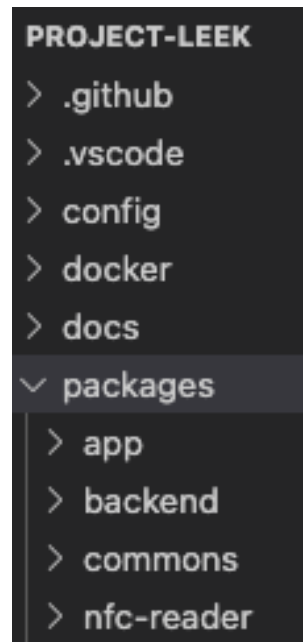 PROJECT-LEEK
.github
.vscode
config
docker
docs
packages
app
backend
commons
nfc-reader